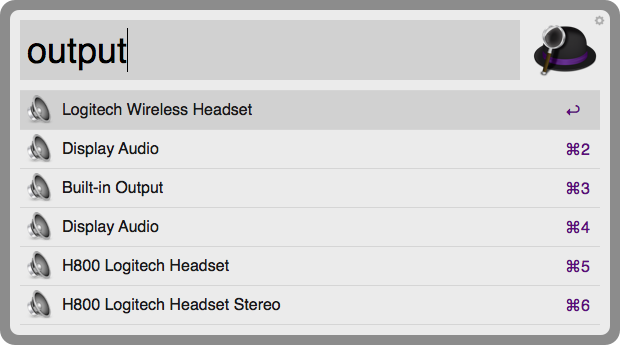 output
Logitech Wireless Headset ↩
Display Audio ⌘2
Built-in Output ⌘3
Display Audio ⌘4
H800 Logitech Headset ⌘5
H800 Logitech Headset Stereo ⌘6